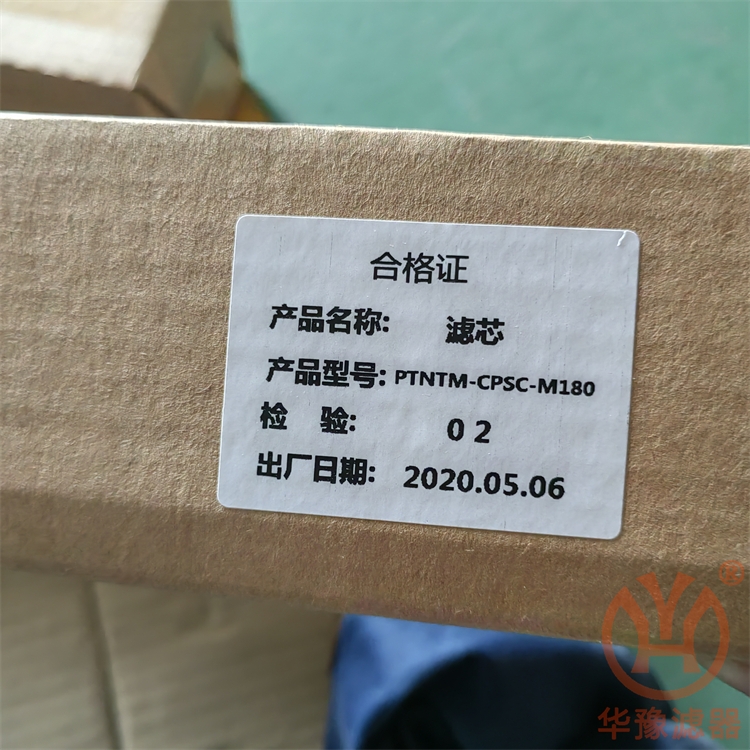 合格证
产品名称: 滤芯
产品型号: PTNTM-CPSC-M180
检 验: 02
出厂日期: 2020.05.06
华豫滤器